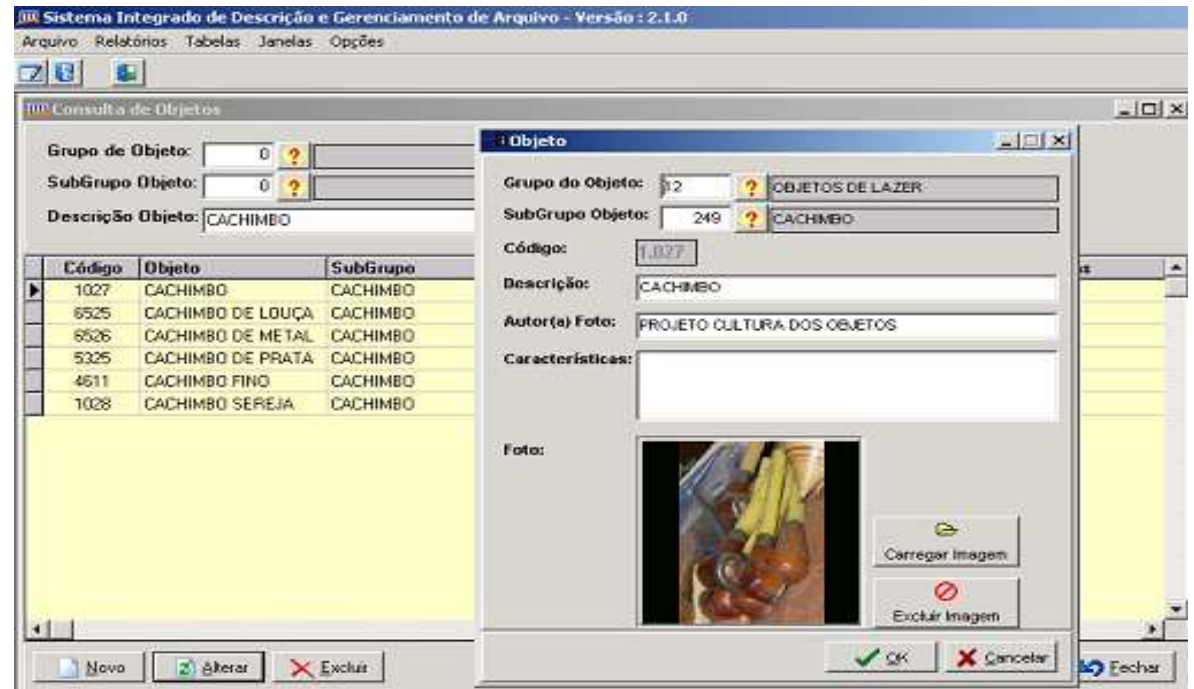 Sistema Integrado de Descrição e Gerenciamento de Arquivo - Versão : 2.1.0
Arquivo Relatórios Tabelas Janelas Opções
Consulta de Objetos
Grupo de Objeto: 0 ?
SubGrupo Objeto: 0 ?
Descrição Objeto: CACHIMBO
Código Objeto SubGrupo
1027 CACHIMBO CACHIMBO
6525 CACHIMBO DE LOUÇA CACHIMBO
6526 CACHIMBO DE METAL CACHIMBO
5325 CACHIMBO DE PRATA CACHIMBO
4611 CACHIMBO FINO CACHIMBO
1028 CACHIMBO SEREJA CACHIMBO
Novo Alterar Excluir
Objeto
Grupo do Objeto: 12 ? OBJETOS DE LAZER
SubGrupo Objeto: 249 ? CACHIMBO
Código: 1.027
Descrição: CACHIMBO
Autor(a) Foto: PROJETO CULTURA DOS OBJETOS
Características:
Foto:
Carregar Imagem
Excluir Imagem
OK Cancelar
Fechar